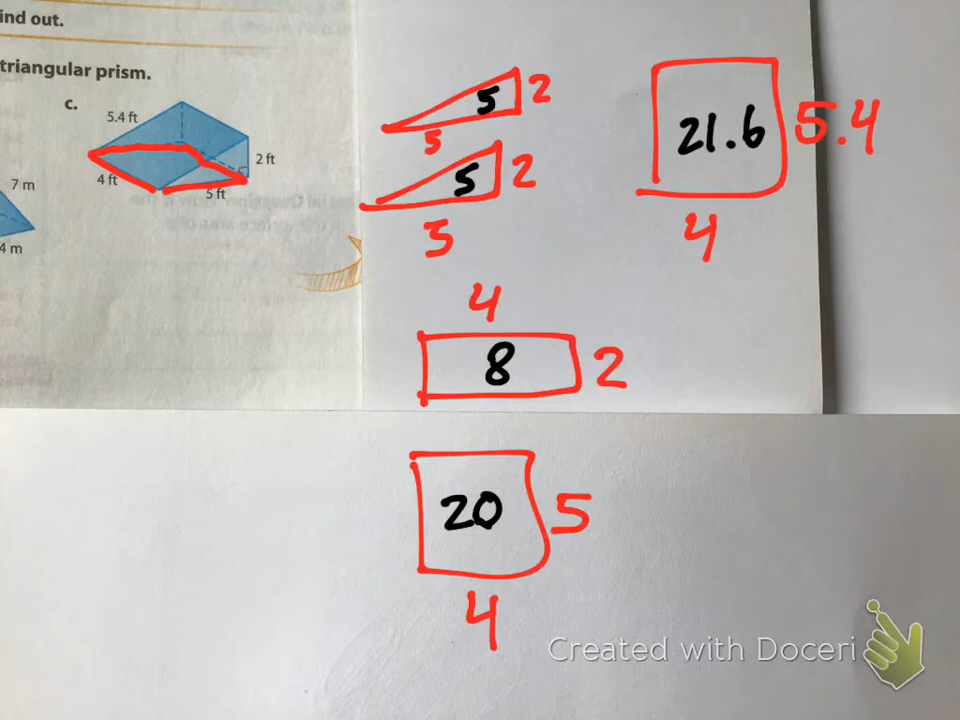 ind out.
triangular prism.
c.
5.4 ft
2 ft
4 ft
5 ft
7 m
4 m
5 2
5
5 2
5
21.6 5.4
4
4
8 2
20 5
4
Created with Doceri